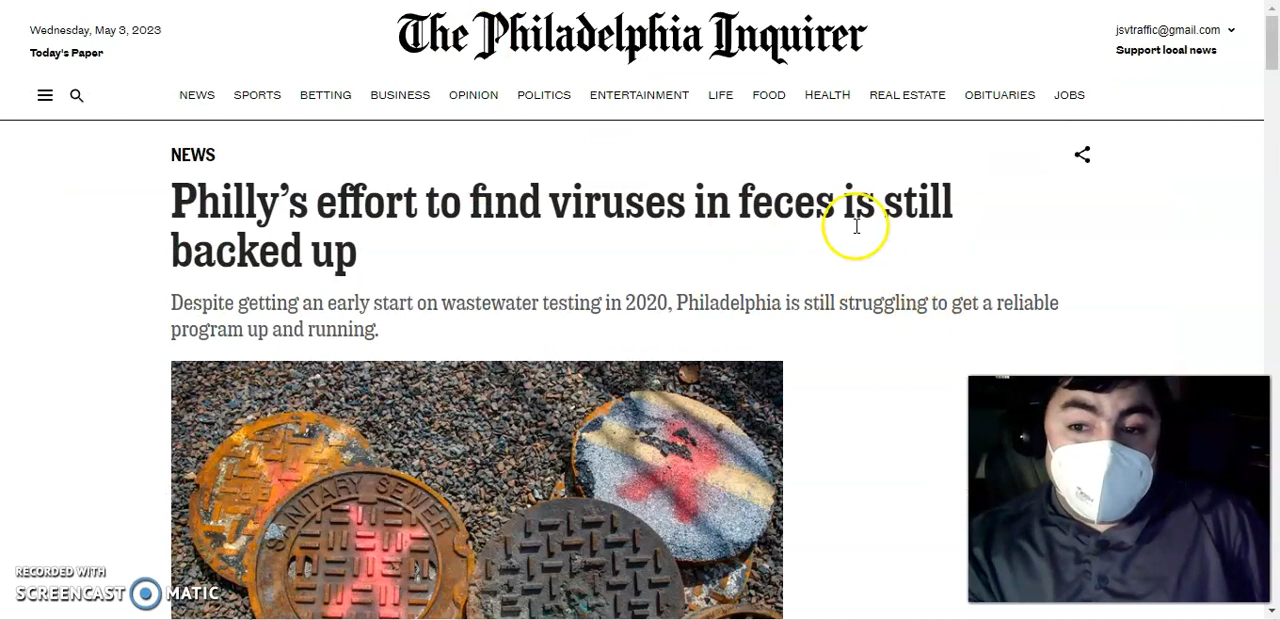 Wednesday, May 3, 2023
Today's Paper
The Philadelphia Inquirer
jsvtraffic@gmail.com
Support local news
NEWS SPORTS BETTING BUSINESS OPINION POLITICS ENTERTAINMENT LIFE FOOD HEALTH REAL ESTATE OBITUARIES JOBS
NEWS
Philly's effort to find viruses in feces is still
backed up
Despite getting an early start on wastewater testing in 2020, Philadelphia is still struggling to get a reliable
program up and running.
SANITARY SEWER
RECORDED WITH
SCREENCAST MATIC